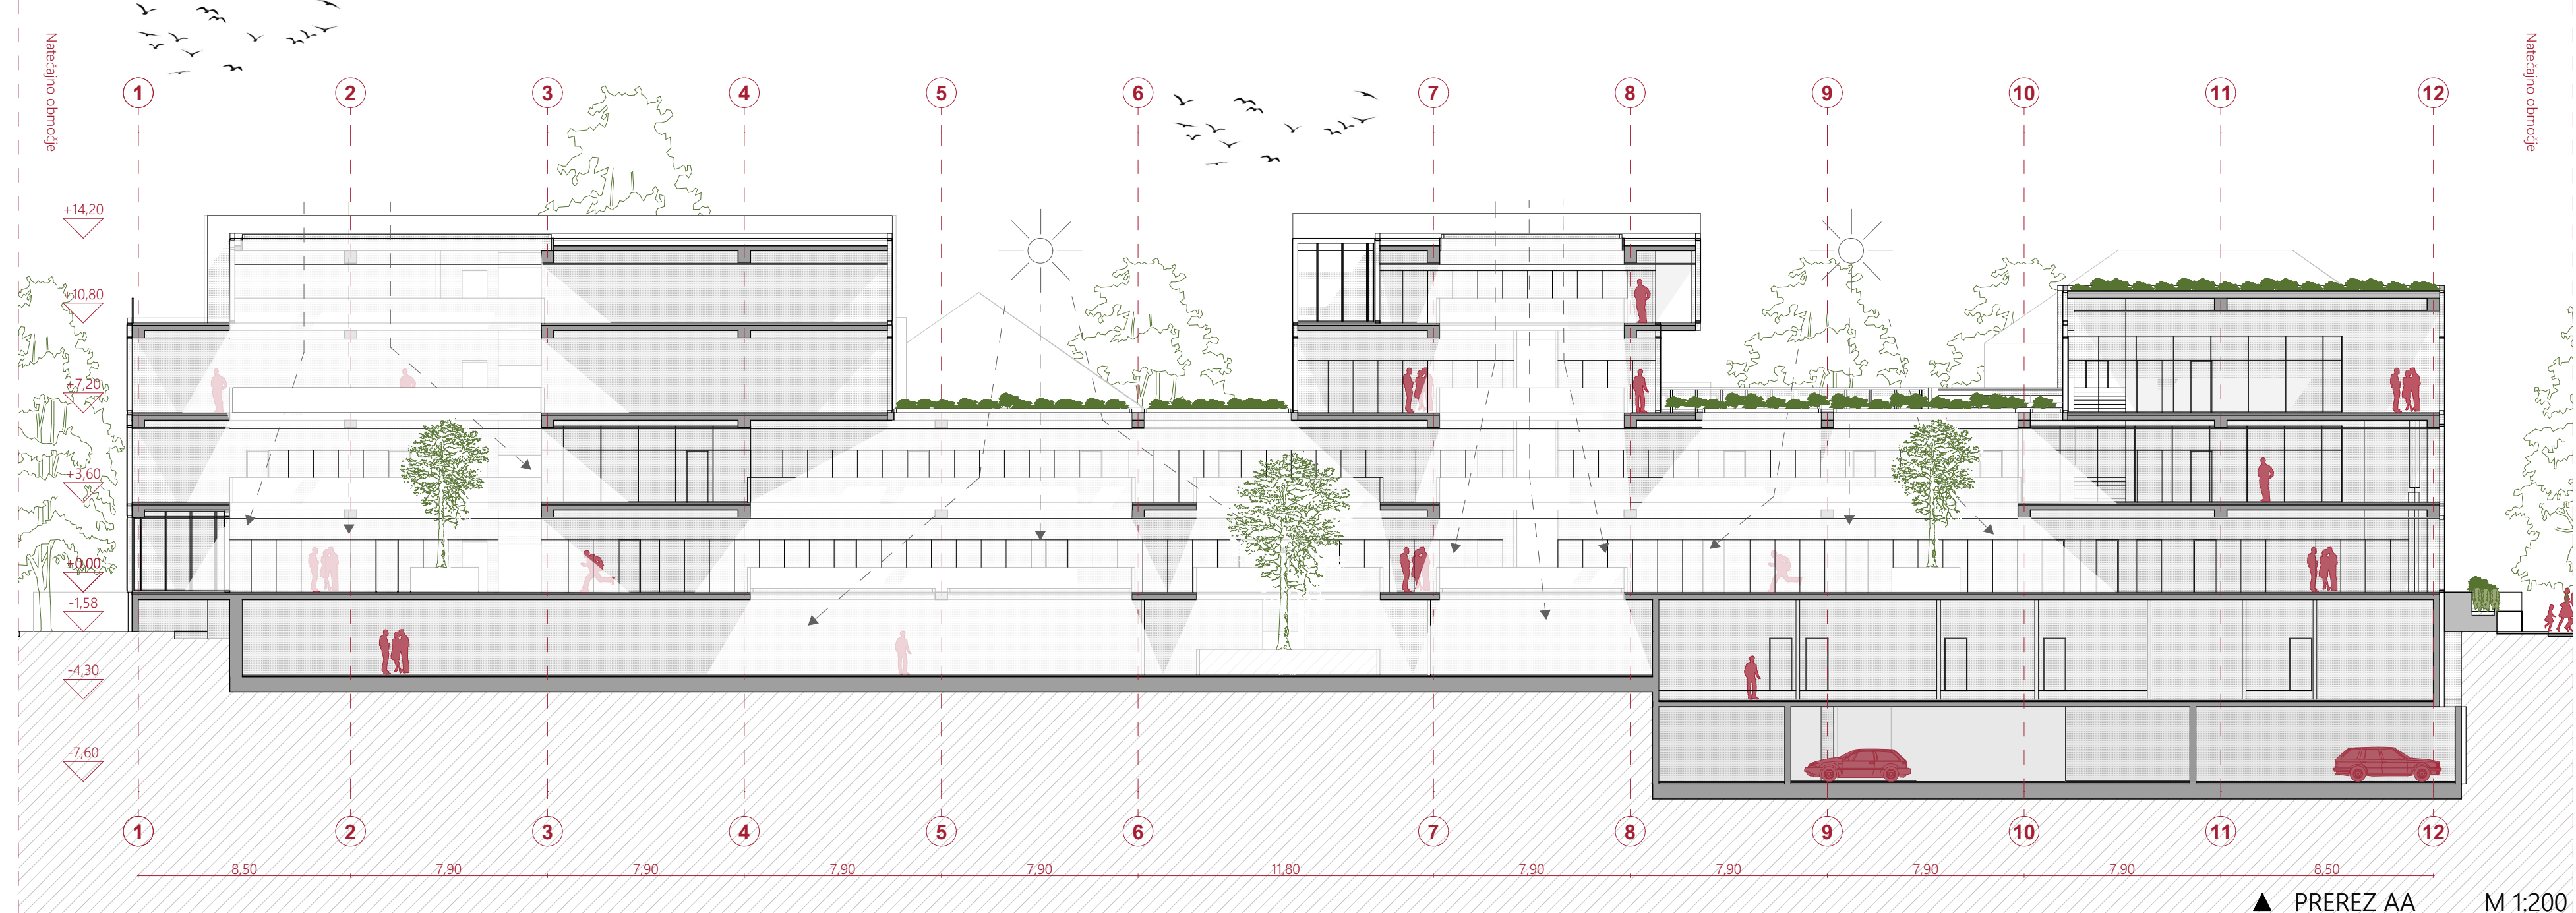 Natečajno območje
Natečajno območje
1 2 3 4 5 6 7 8 9 10 11 12
+14,20
+10,80
+7,20
+3,60
+0,00
-1,58
-4,30
-7,60
1 2 3 4 5 6 7 8 9 10 11 12
8,50 7,90 7,90 7,90 7,90 11,80 7,90 7,90 7,90 7,90 8,50
▲ PREREZ AA M 1:200